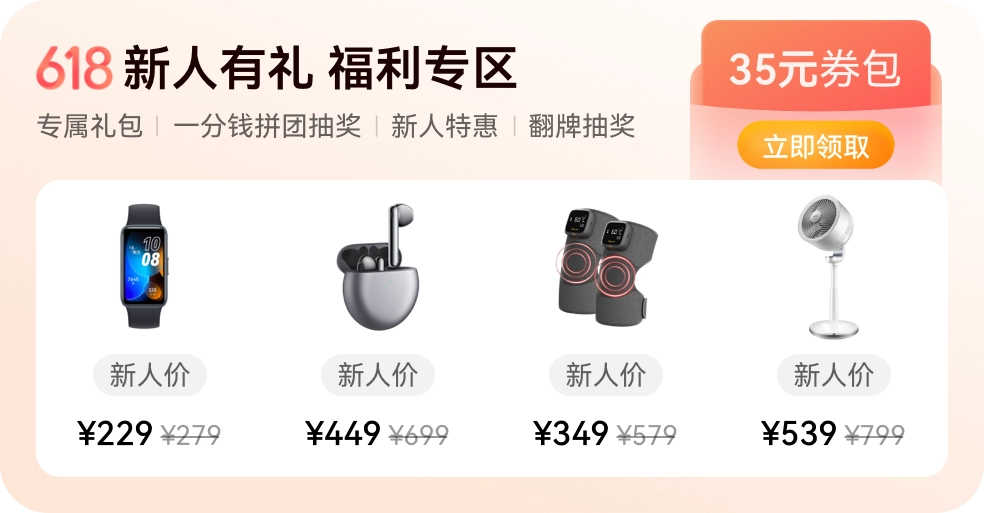 618 新人有礼 福利专区
专属礼包 | 一分钱拼团抽奖 | 新人特惠 | 翻牌抽奖
35元券包
立即领取
10
08
新人价
¥229 ¥279
新人价
¥449 ¥699
新人价
¥349 ¥579
新人价
¥539 ¥799